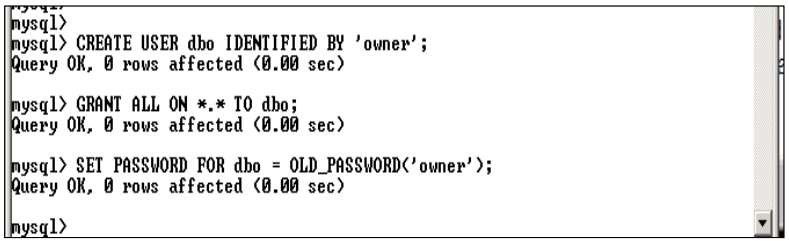 mysql>
mysql>
mysql> CREATE USER dbo IDENTIFIED BY 'owner';
Query OK, 0 rows affected (0.00 sec)
mysql> GRANT ALL ON *.* TO dbo;
Query OK, 0 rows affected (0.00 sec)
mysql> SET PASSWORD FOR dbo = OLD_PASSWORD('owner');
Query OK, 0 rows affected (0.00 sec)
mysql>